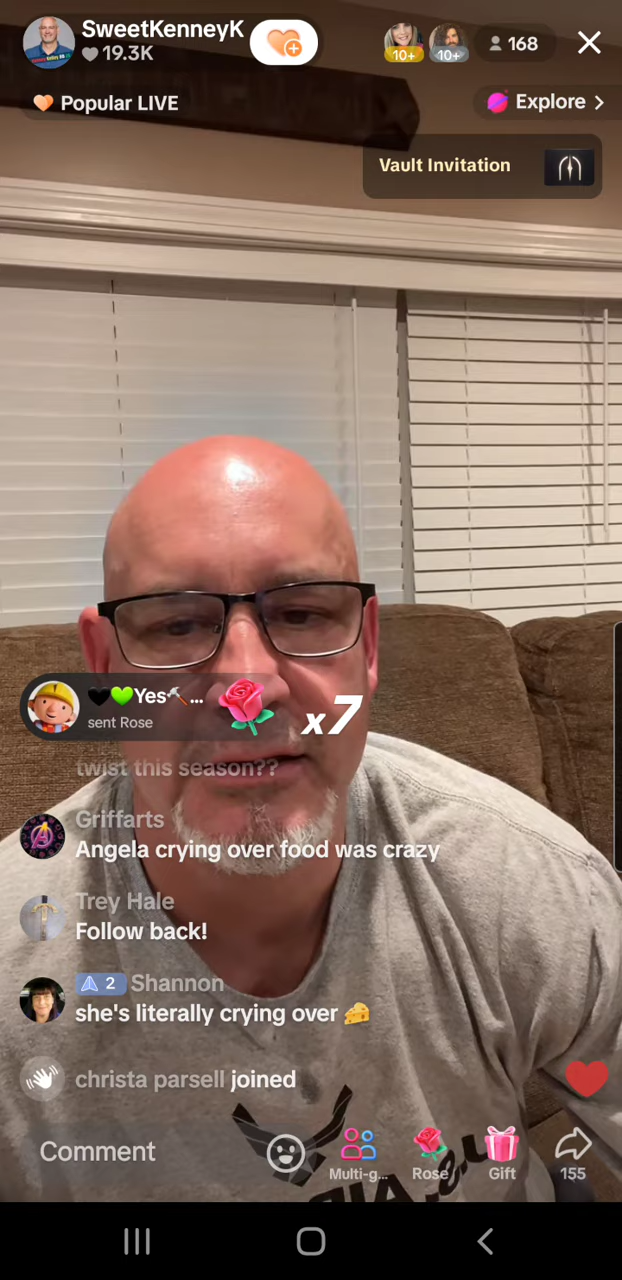 SweetKenneyK
19.3K
10+
10+
168
Popular LIVE
Explore >
Vault Invitation
Yes🔨...
sent Rose
x7
twist this season??
Griffarts
Angela crying over food was crazy
Trey Hale
Follow back!
2 Shannon
she's literally crying over 🧀
christa parsell joined
Comment
Multi-g...
Rose
Gift
155